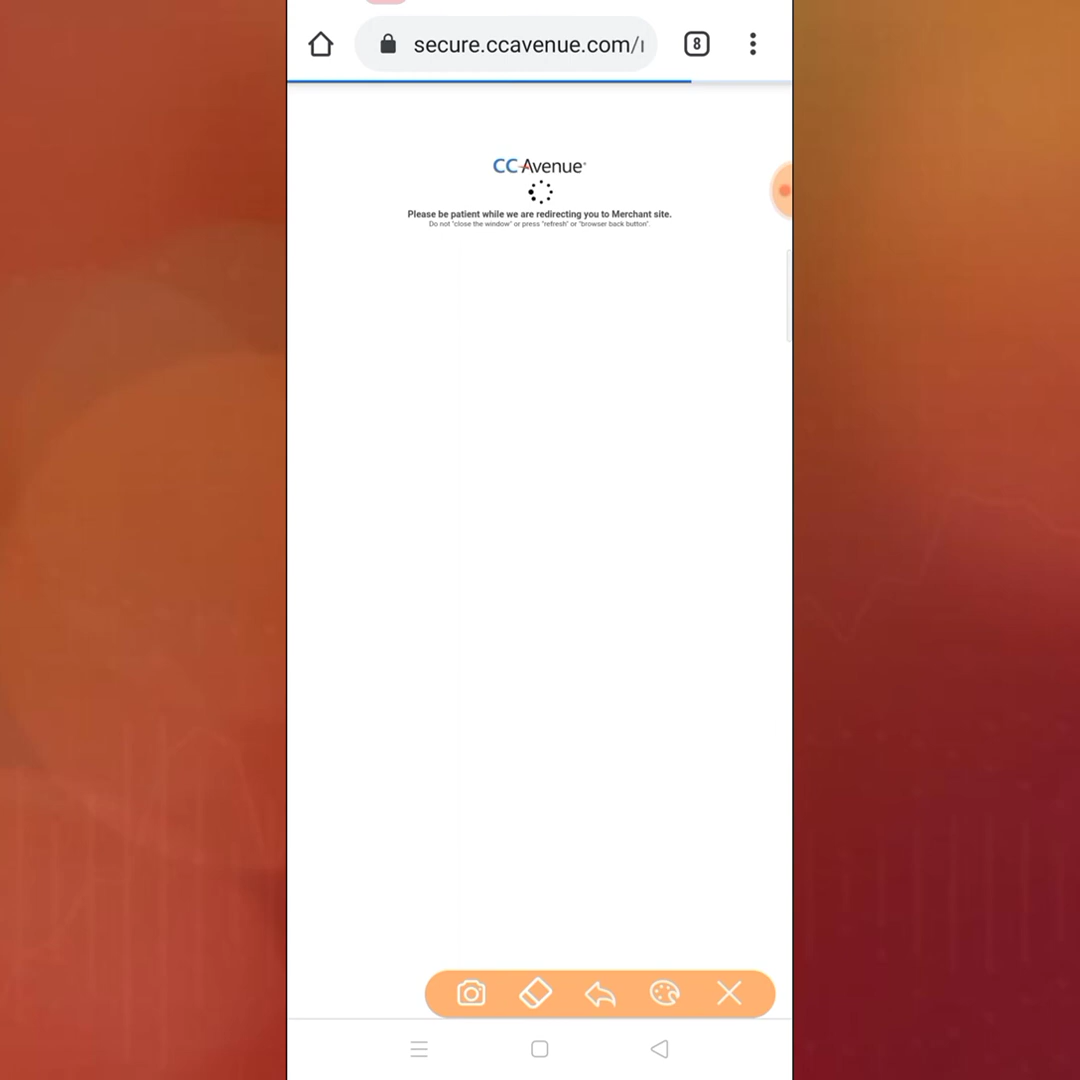 secure.ccavenue.com/
8
CCAvenue
Please be patient while we are redirecting you to Merchant site.
Do not "close the window" or press "refresh" or "browser back button".